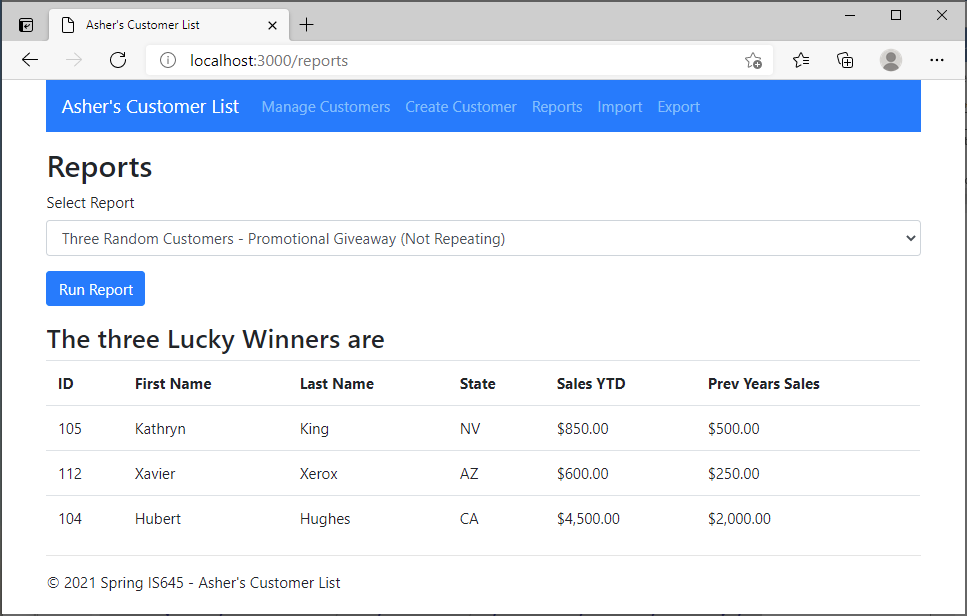 Asher's Customer List
localhost:3000/reports
Asher's Customer List Manage Customers Create Customer Reports Import Export
Reports
Select Report
Three Random Customers - Promotional Giveaway (Not Repeating)
Run Report
The three Lucky Winners are
ID First Name Last Name State Sales YTD Prev Years Sales
105 Kathryn King NV $850.00 $500.00
112 Xavier Xerox AZ $600.00 $250.00
104 Hubert Hughes CA $4,500.00 $2,000.00
© 2021 Spring IS645 - Asher's Customer List